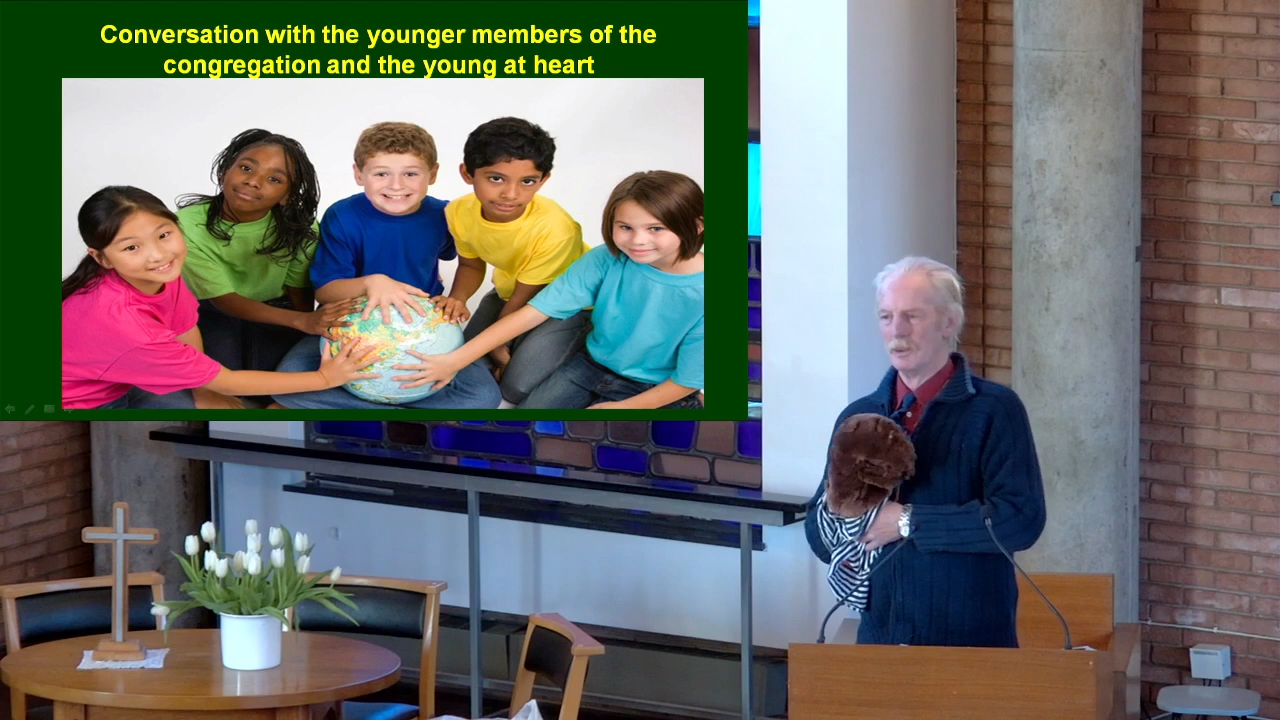 Conversation with the younger members of the
congregation and the young at heart